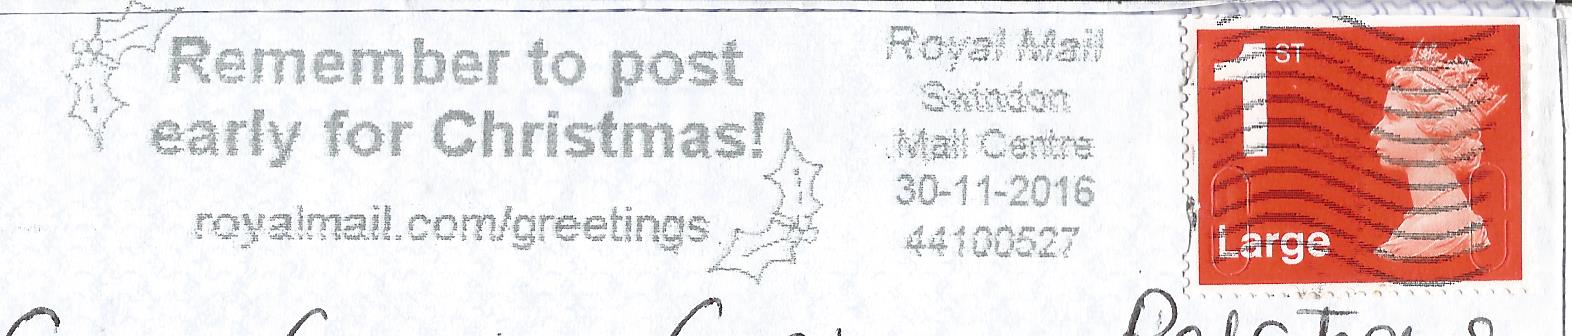 Remember to post
early for Christmas!
royalmail.com/greetings
Royal Mail
Swindon
Mail Centre
30-11-2016
44100527
1ST
Large